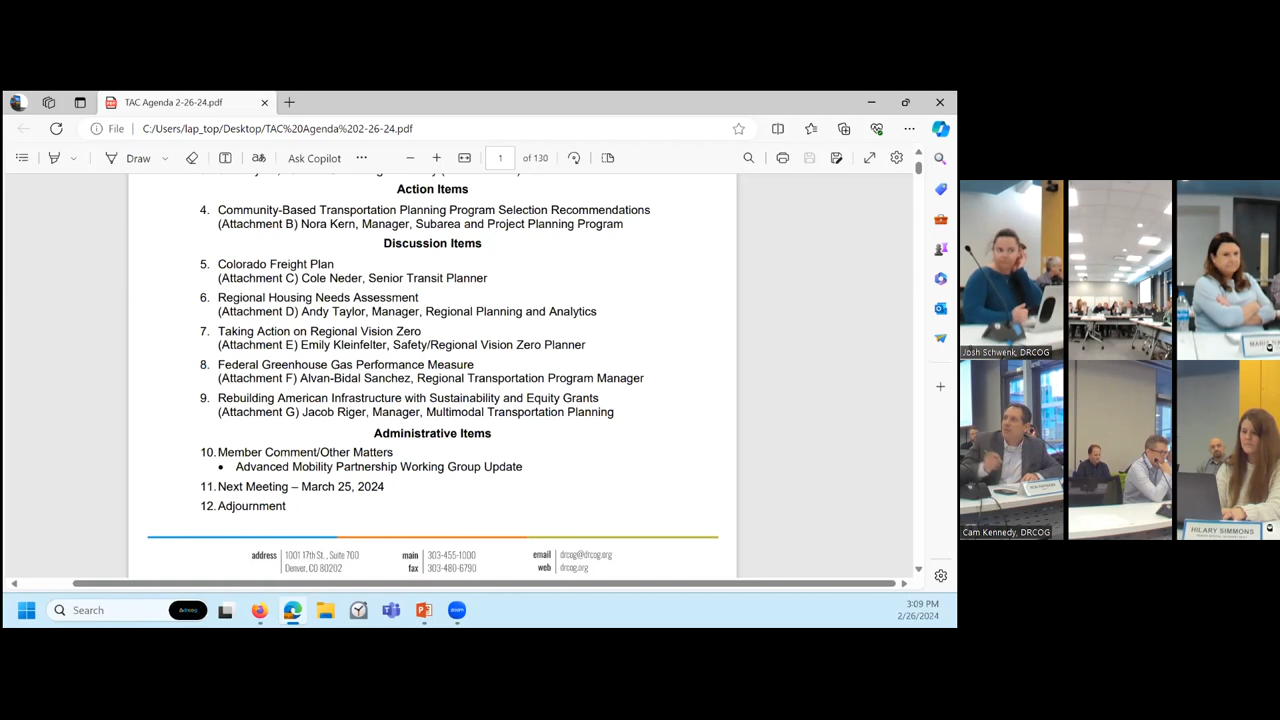 TAC Agenda 2-26-24.pdf
File
C:/Users/lap_top/Desktop/TAC%20Agenda%202-26-24.pdf
Draw
Ask Copilot
1 of 130
Action Items
4. Community-Based Transportation Planning Program Selection Recommendations
(Attachment B) Nora Kern, Manager, Subarea and Project Planning Program
Discussion Items
5. Colorado Freight Plan
(Attachment C) Cole Neder, Senior Transit Planner
6. Regional Housing Needs Assessment
(Attachment D) Andy Taylor, Manager, Regional Planning and Analytics
7. Taking Action on Regional Vision Zero
(Attachment E) Emily Kleinfelter, Safety/Regional Vision Zero Planner
8. Federal Greenhouse Gas Performance Measure
(Attachment F) Alvan-Bidal Sanchez, Regional Transportation Program Manager
9. Rebuilding American Infrastructure with Sustainability and Equity Grants
(Attachment G) Jacob Riger, Manager, Multimodal Transportation Planning
Administrative Items
10. Member Comment/Other Matters
• Advanced Mobility Partnership Working Group Update
11. Next Meeting – March 25, 2024
12. Adjournment
address 1001 17th St., Suite 700
Denver, CO 80202
main 303-455-1000
fax 303-480-6790
email drcog@drcog.org
web drcog.org
Search
3:09 PM
2/26/2024
Josh Schwenk, DRCOG
Cam Kennedy, DRCOG
HILARY SIMMONS